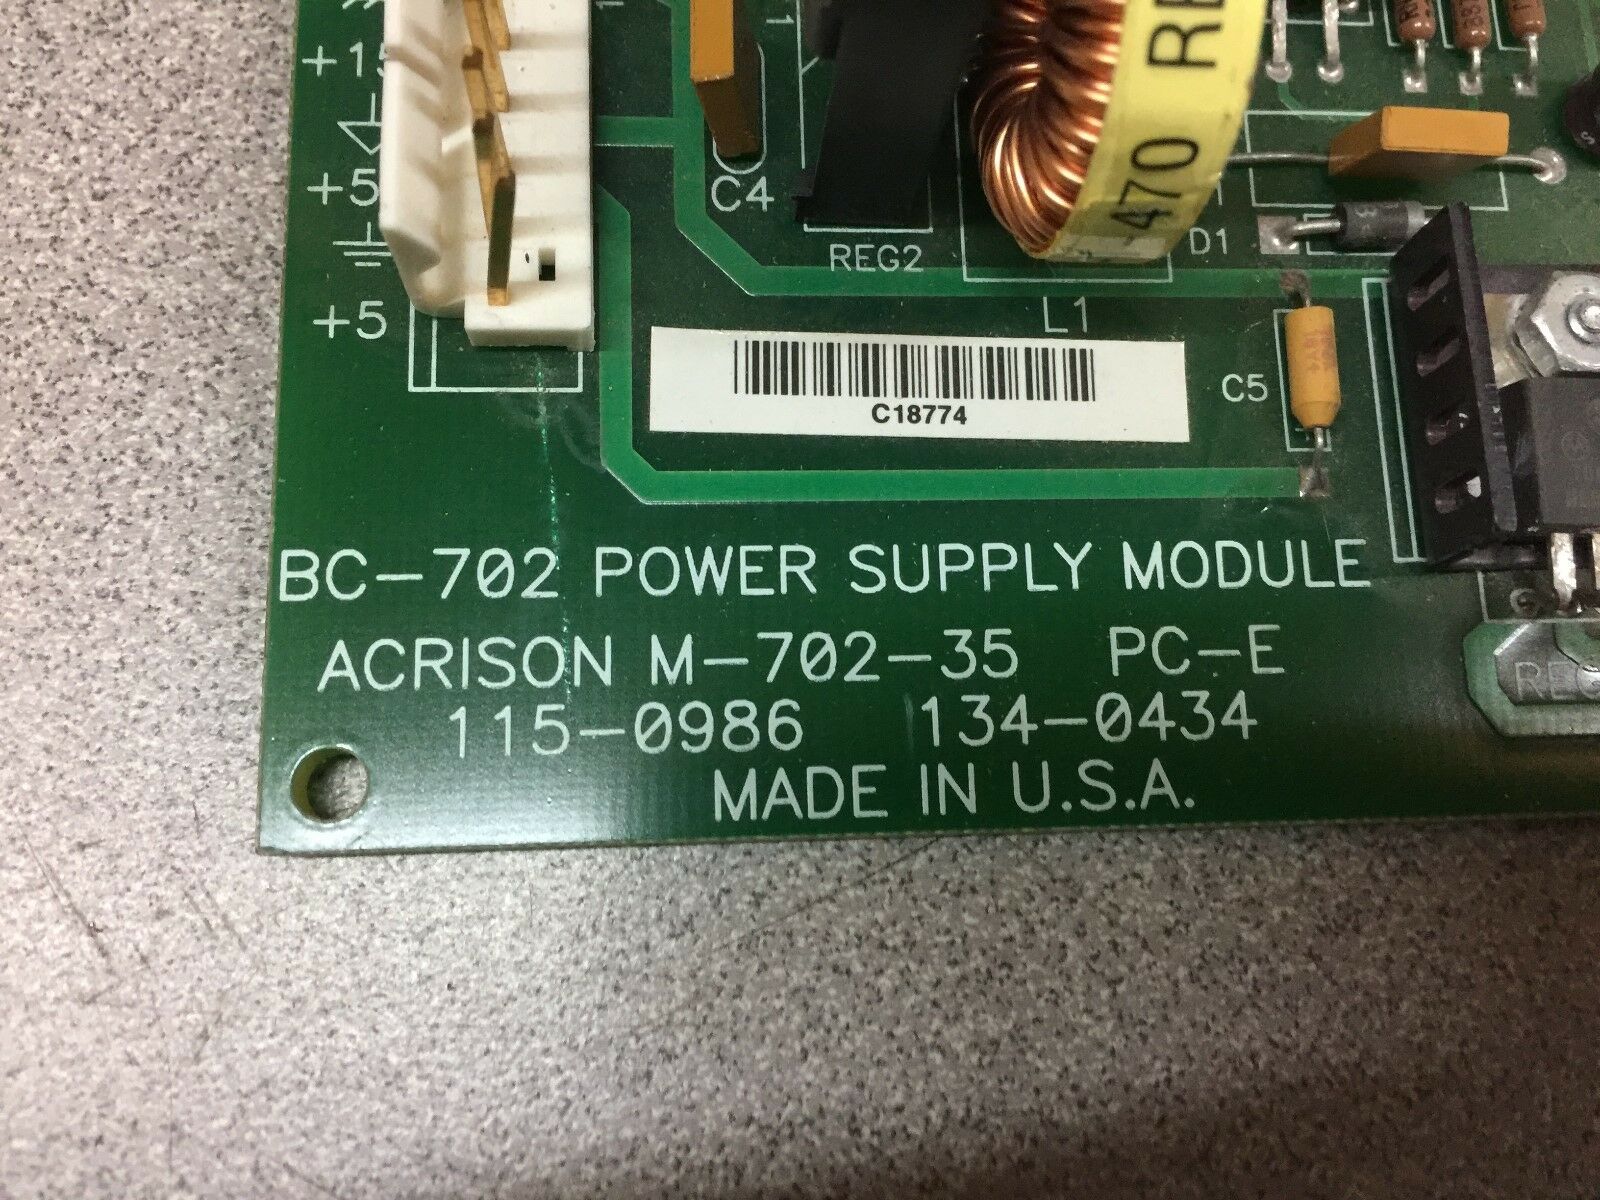 +15
+5
+5
C4
REG2
470 RE
D1
L1
C5
C18774
BC-702 POWER SUPPLY MODULE
ACRISON M-702-35 PC-E
115-0986 134-0434
MADE IN U.S.A.